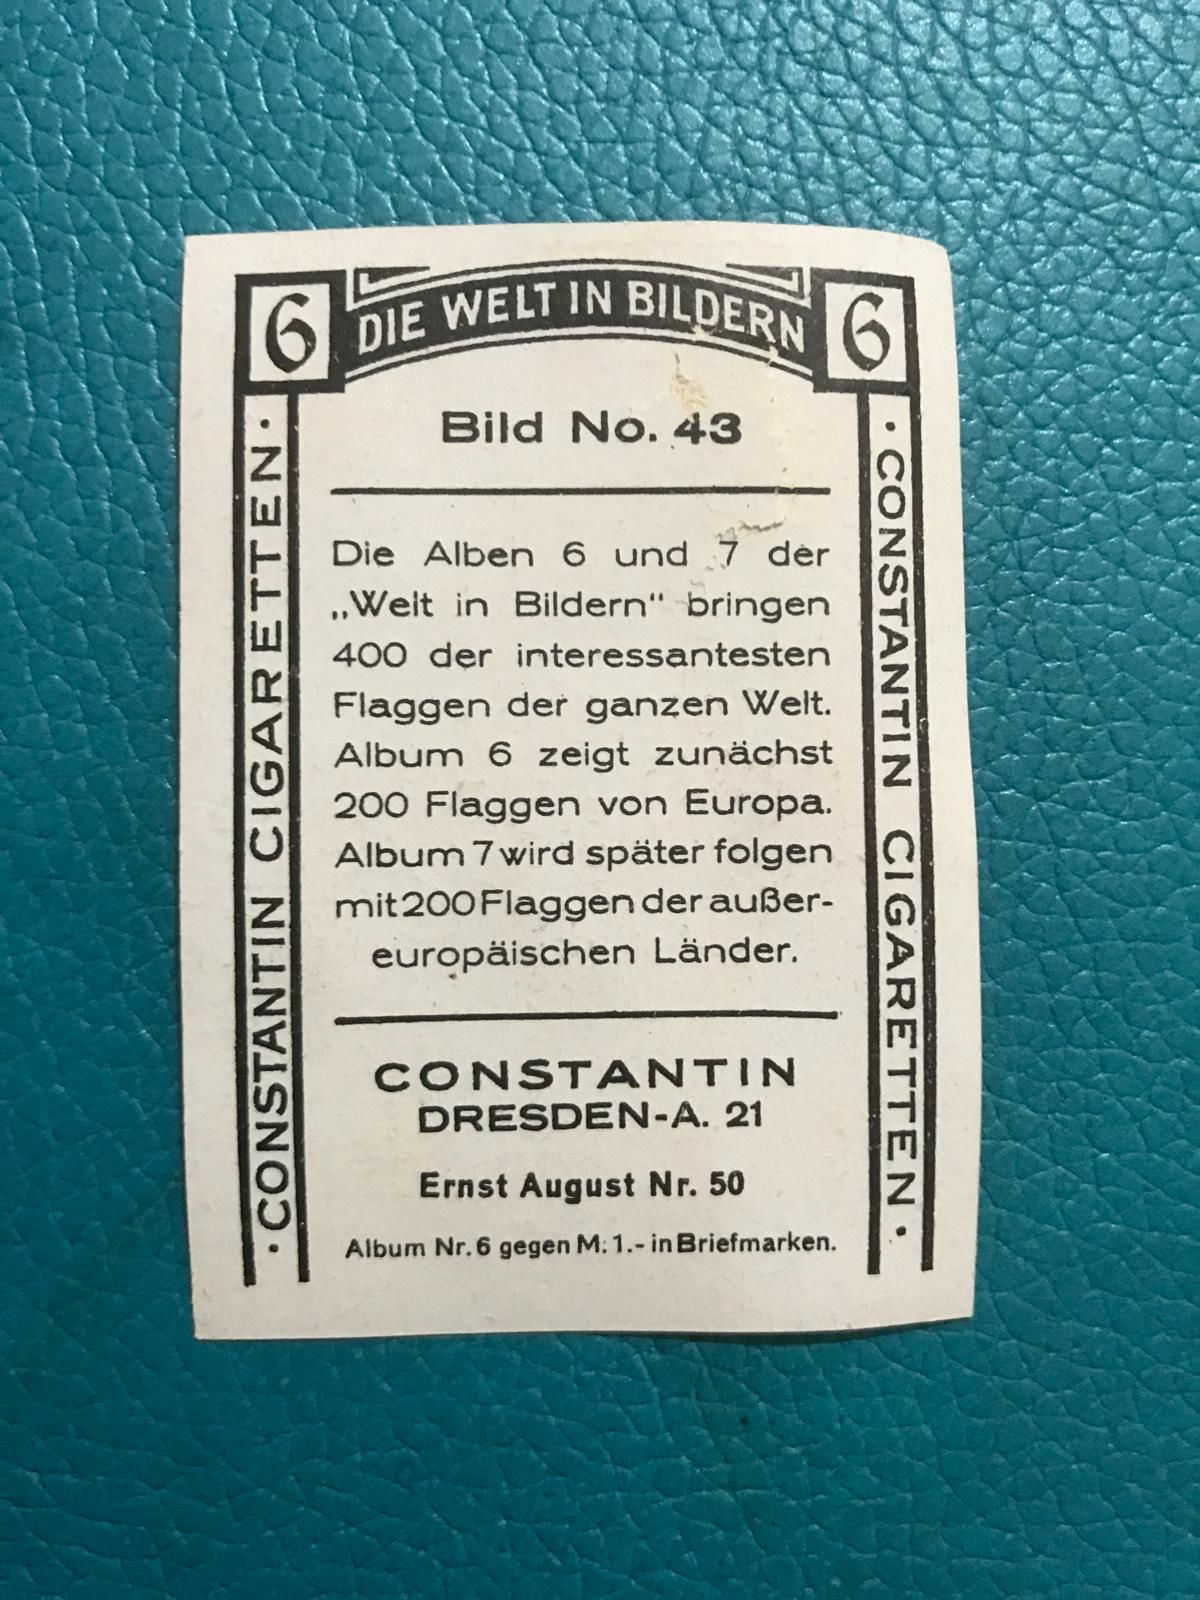 6 DIE WELT IN BILDERN 6
Bild No. 43
Die Alben 6 und 7 der
„Welt in Bildern“ bringen
400 der interessantesten
Flaggen der ganzen Welt.
Album 6 zeigt zunächst
200 Flaggen von Europa.
Album 7 wird später folgen
mit 200 Flaggen der außer-
europäischen Länder.
CONSTANTIN
DRESDEN-A. 21
Ernst August Nr. 50
Album Nr. 6 gegen M: 1.- in Briefmarken.
· CONSTANTIN CIGARETTEN ·
· CONSTANTIN CIGARETTEN ·